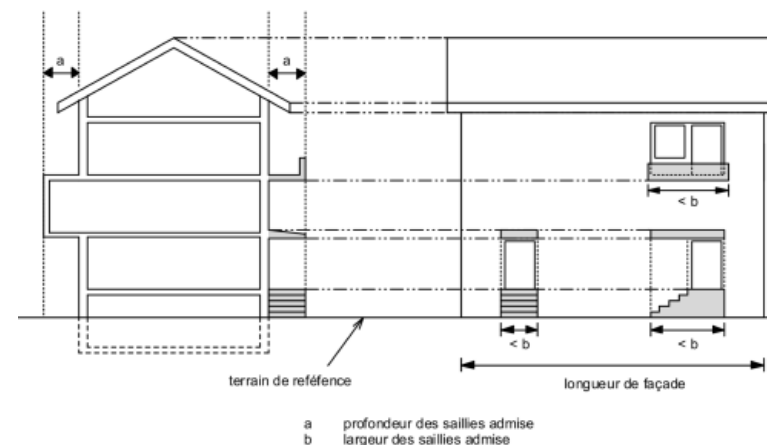 a
a
< b
< b
< b
terrain de reféfence
longueur de façade
a profondeur des saillies admise
b largeur des saillies admise